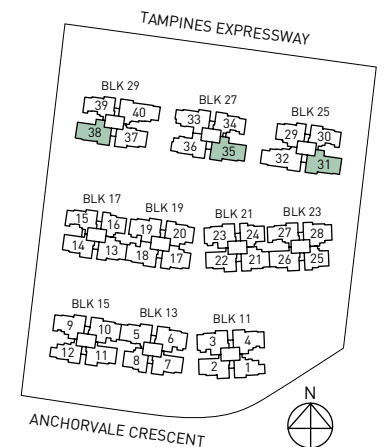 TAMPINES EXPRESSWAY
BLK 29
BLK 27
BLK 25
39 40
38 37
33 34
36 35
29 30
32 31
BLK 17
BLK 19
BLK 21
BLK 23
15 16
14 13
19 20
18 17
23 24
22 21
27 28
26 25
BLK 15
BLK 13
BLK 11
9 10
12 11
5 6
8 7
3 4
2 1
ANCHORVALE CRESCENT
N